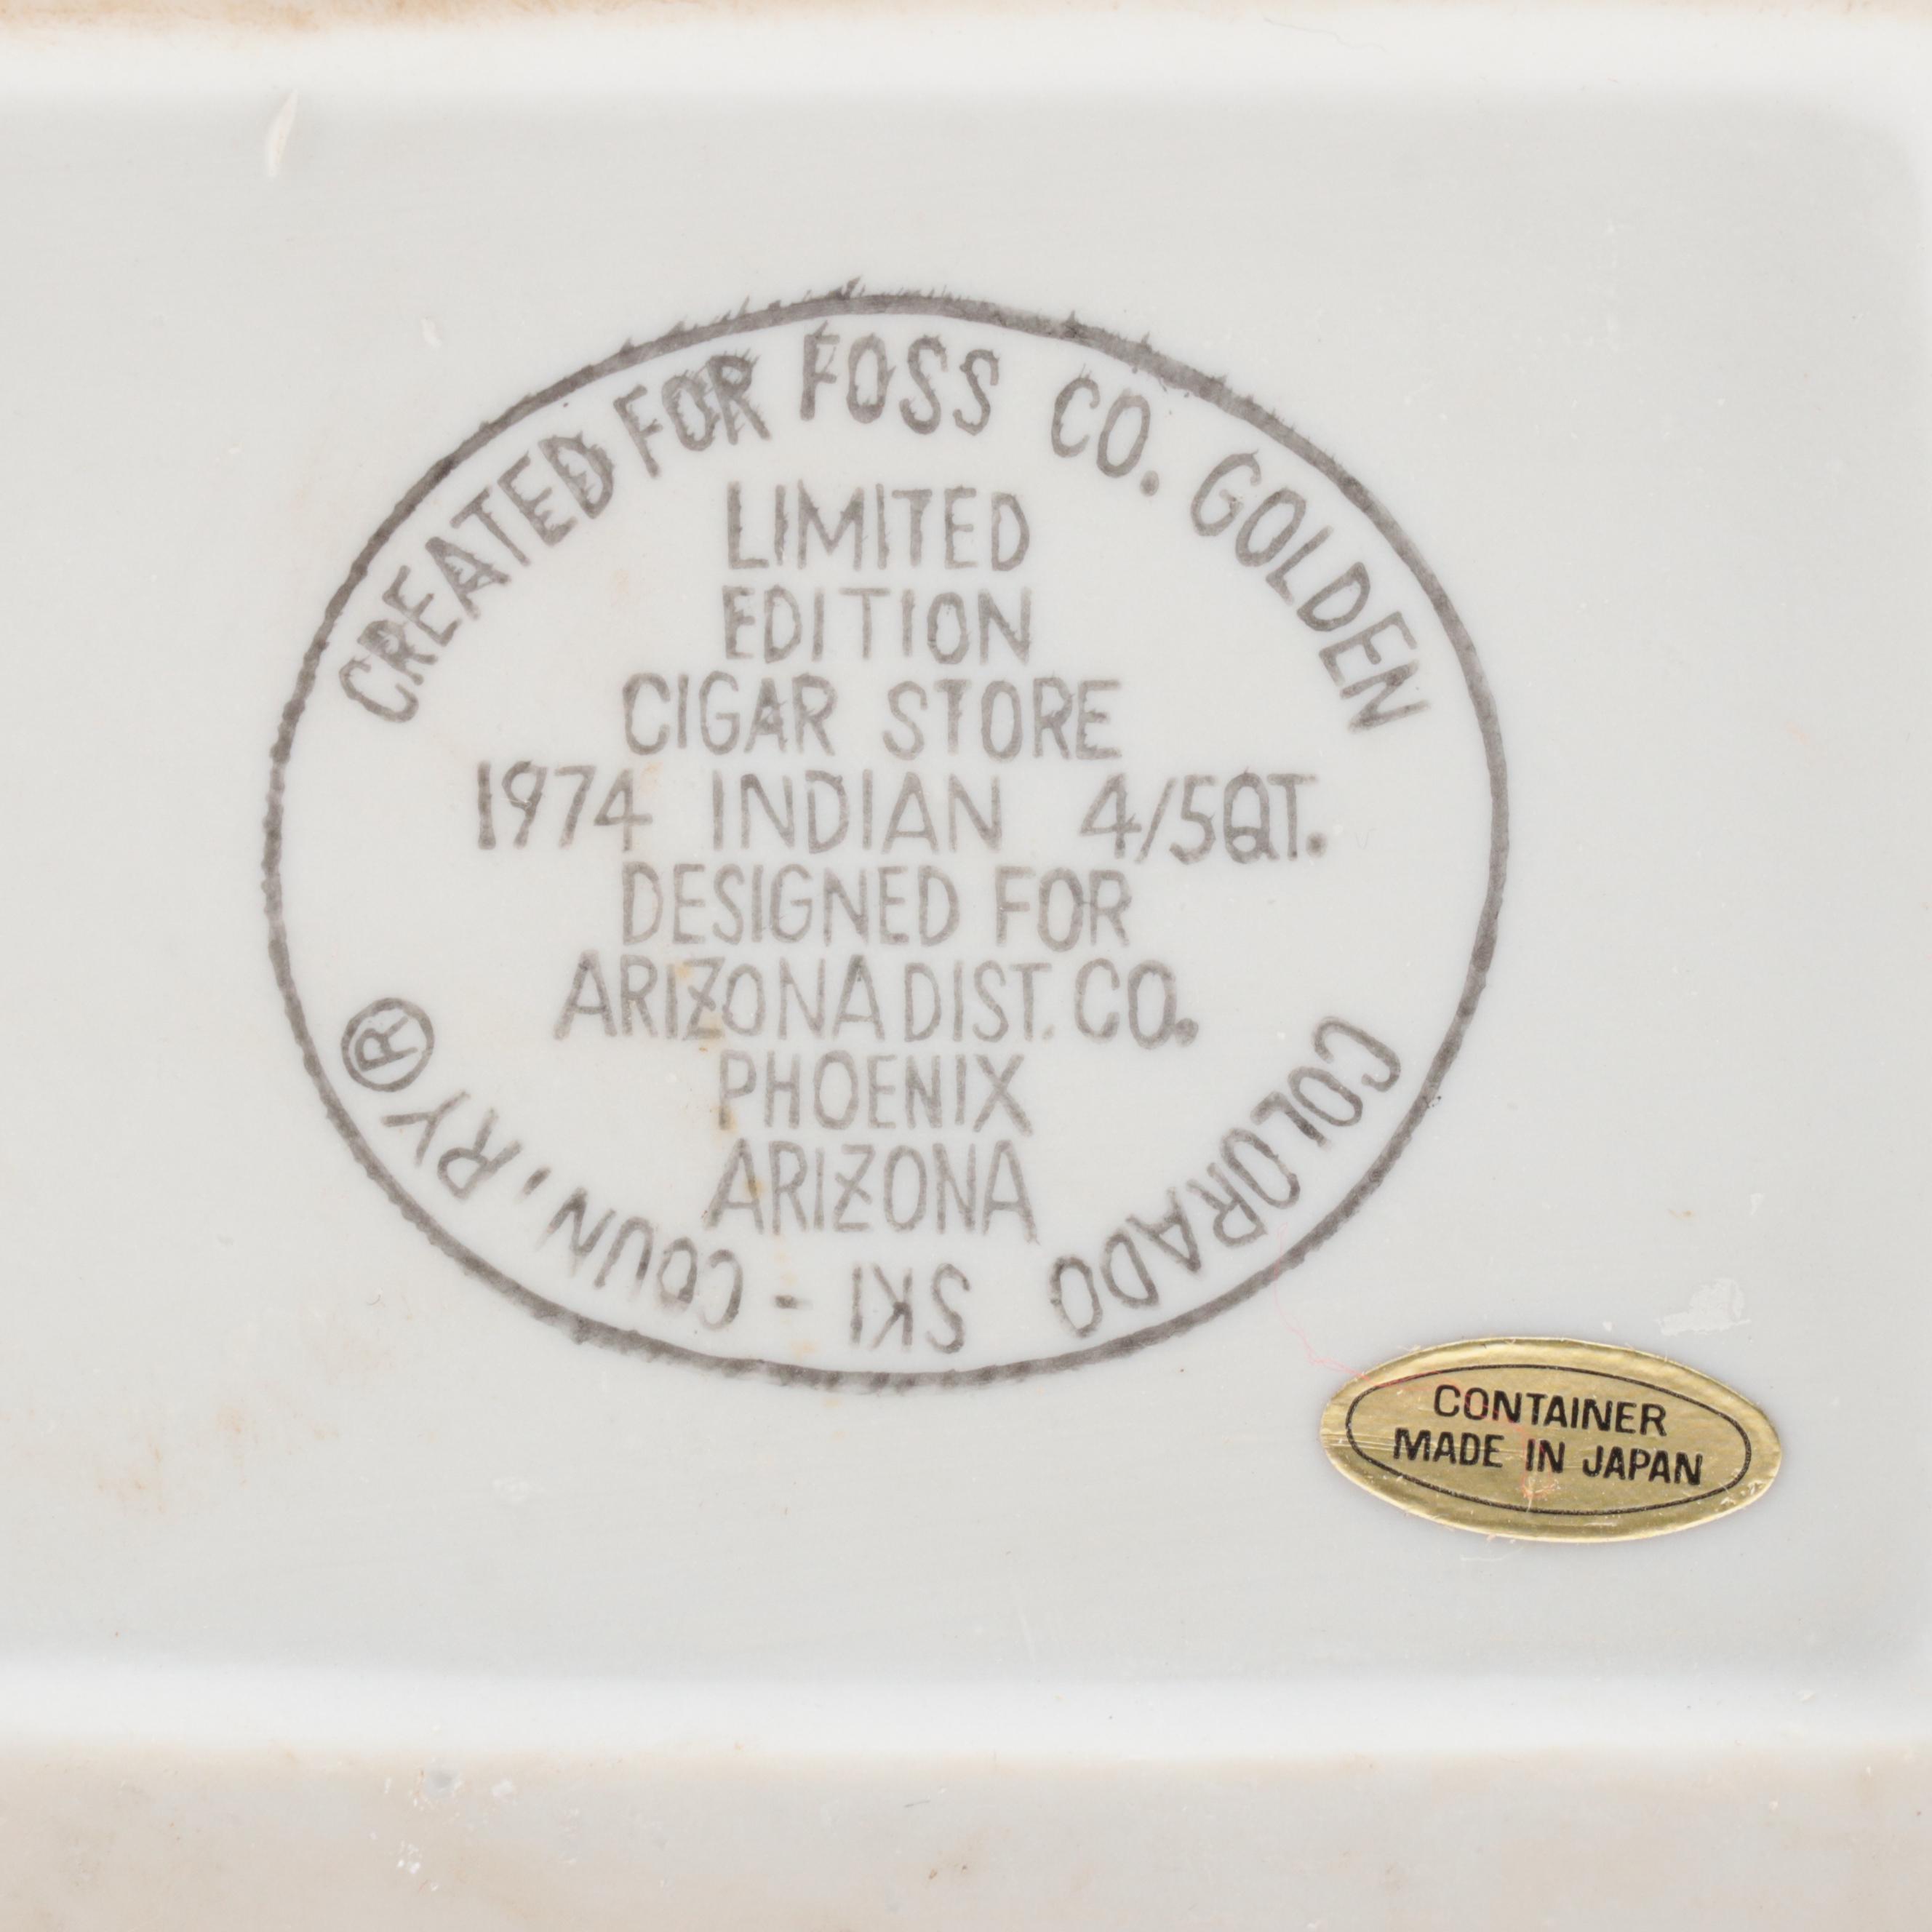 CREATED FOR FOSS CO. GOLDEN COLORADO SKI-COUN,RY®
LIMITED
EDITION
CIGAR STORE
1974 INDIAN 4/5QT.
DESIGNED FOR
ARIZONA DIST. CO.
PHOENIX
ARIZONA
CONTAINER
MADE IN JAPAN